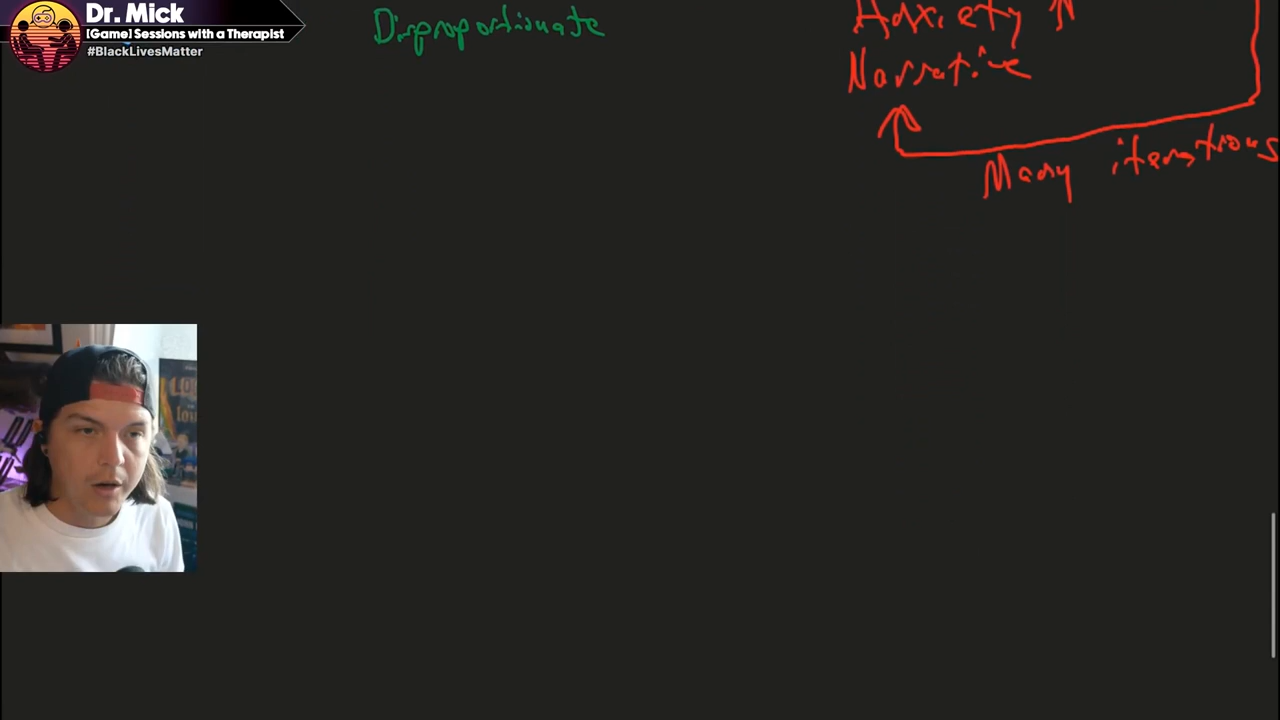 Dr. Mick
[Game] Sessions with a Therapist
#BlackLivesMatter
Disproportionate
Anxiety ↑
Narrative
Many iterations